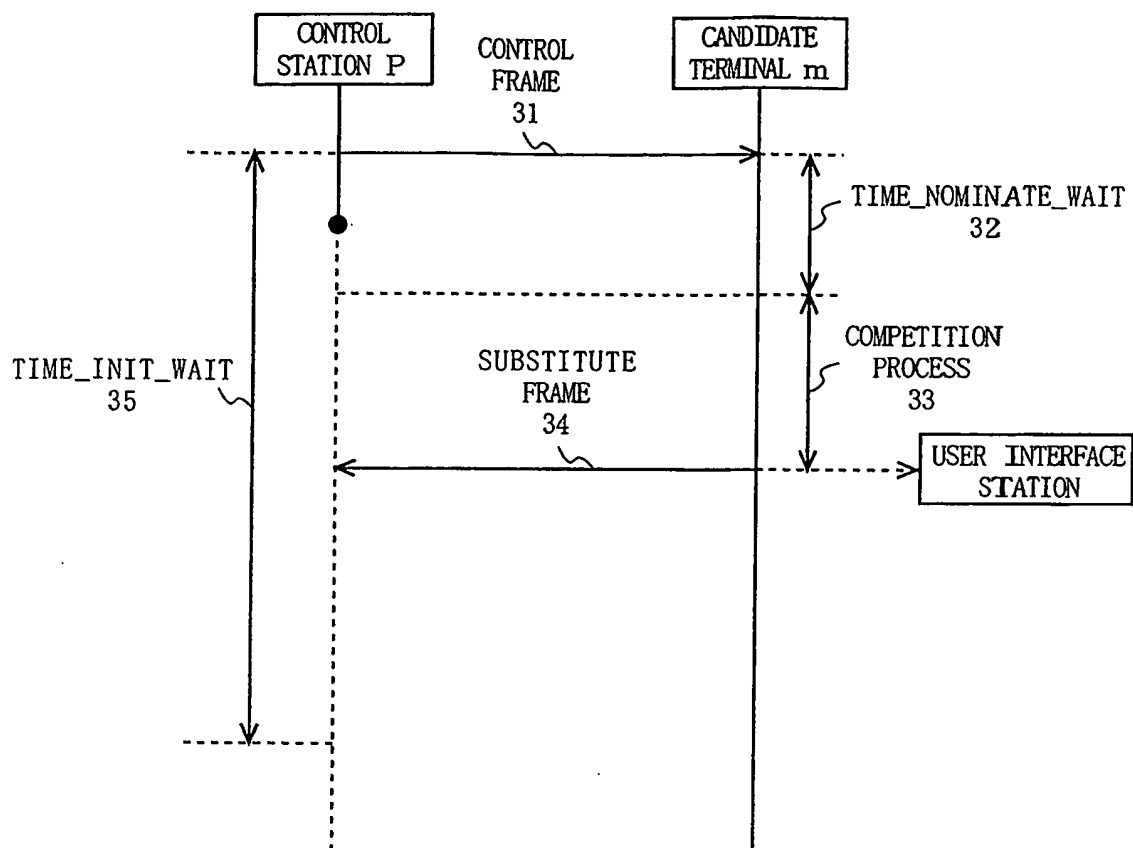 CONTROL
STATION P
CONTROL
FRAME
31
CANDIDATE
TERMINAL m
TIME_NOMINATE_WAIT
32
COMPETITION
PROCESS
33
TIME_INIT_WAIT
35
SUBSTITUTE
FRAME
34
USER INTERFACE
STATION